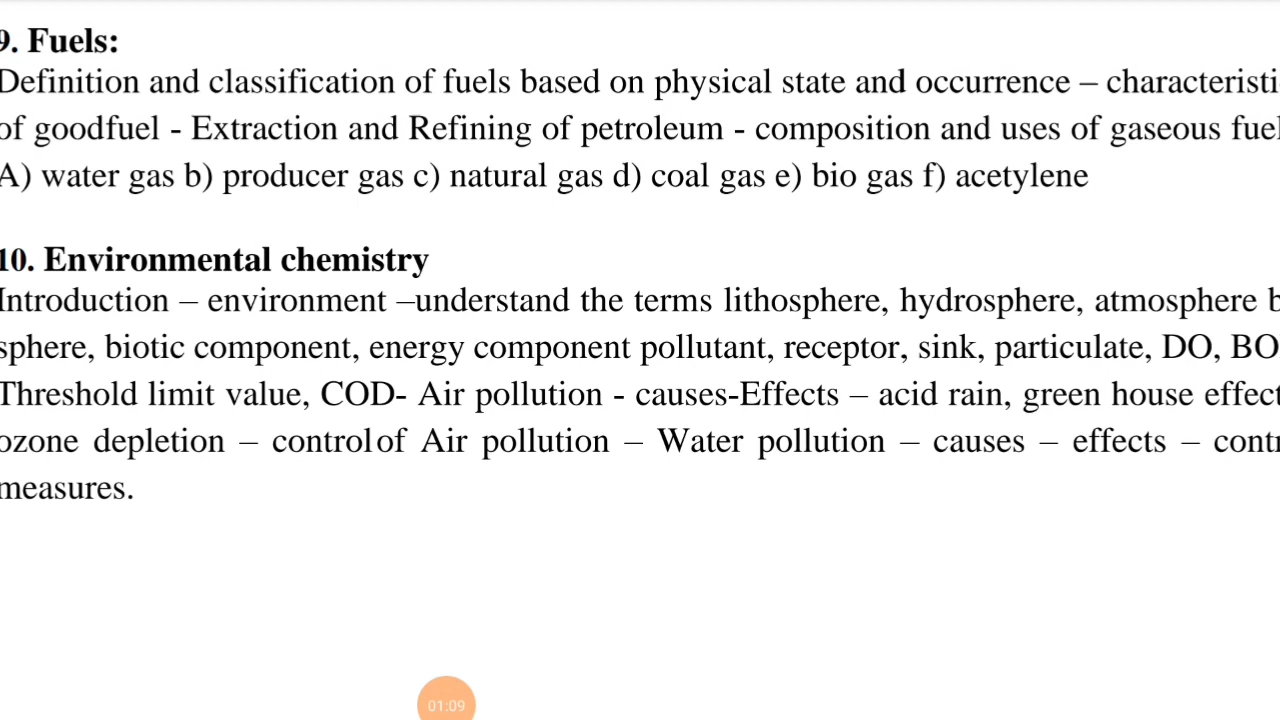 9. Fuels:
Definition and classification of fuels based on physical state and occurrence – characteristi
of goodfuel - Extraction and Refining of petroleum - composition and uses of gaseous fuel
A) water gas b) producer gas c) natural gas d) coal gas e) bio gas f) acetylene
10. Environmental chemistry
Introduction – environment –understand the terms lithosphere, hydrosphere, atmosphere b
sphere, biotic component, energy component pollutant, receptor, sink, particulate, DO, BO
Threshold limit value, COD- Air pollution - causes-Effects – acid rain, green house effect
ozone depletion – control of Air pollution – Water pollution – causes – effects – contr
measures.
01:09